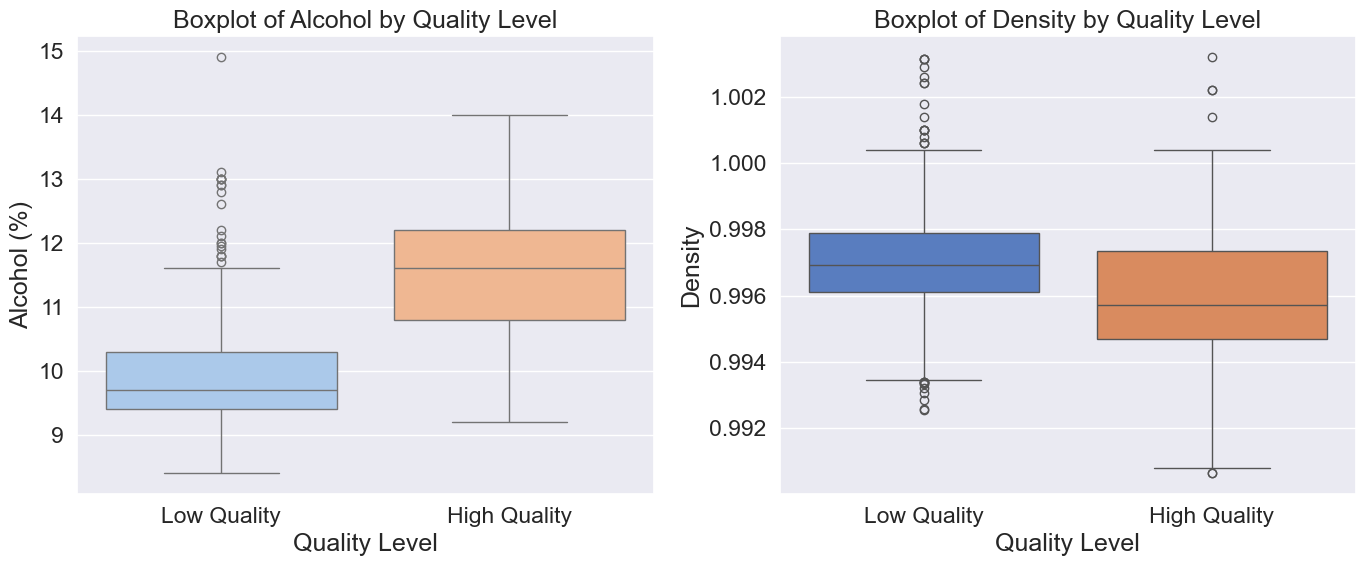 Boxplot of Alcohol by Quality Level
15
14
13
12
11
10
9
Alcohol (%)
Low Quality
High Quality
Quality Level
Boxplot of Density by Quality Level
1.002
1.000
0.998
0.996
0.994
0.992
Density
Low Quality
High Quality
Quality Level